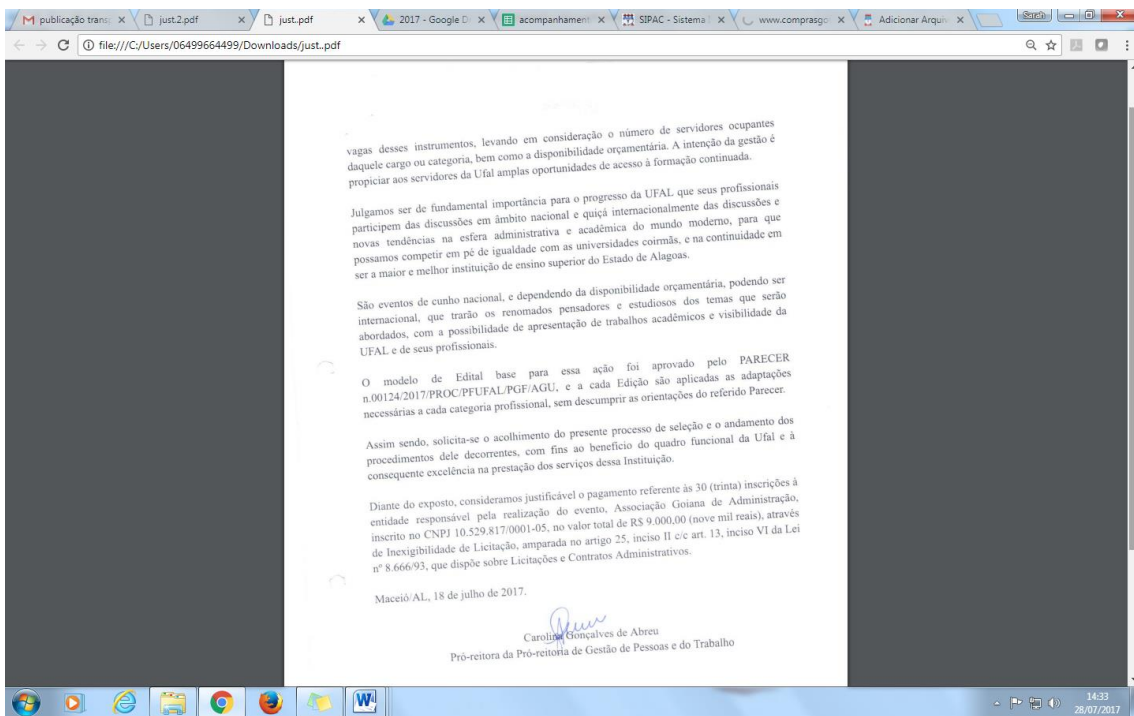 publicação trans
just.2.pdf
just..pdf
2017 - Google D
acompanhament
SIPAC - Sistema
www.comprasgo
Adicionar Arqui
Sarah
file:///C:/Users/06499664499/Downloads/just..pdf
vagas desses instrumentos, levando em consideração o número de servidores ocupantes
daquele cargo ou categoria, bem como a disponibilidade orçamentária. A intenção da gestão é
propiciar aos servidores da Ufal amplas oportunidades de acesso à formação continuada.
Julgamos ser de fundamental importância para o progresso da UFAL que seus profissionais
participem das discussões em âmbito nacional e quiçá internacionalmente das discussões e
novas tendências na esfera administrativa e acadêmica do mundo moderno, para que
possamos competir em pé de igualdade com as universidades coirmãs, e na continuidade em
ser a maior e melhor instituição de ensino superior do Estado de Alagoas.
São eventos de cunho nacional, e dependendo da disponibilidade orçamentária, podendo ser
internacional, que trarão os renomados pensadores e estudiosos dos temas que serão
abordados, com a possibilidade de apresentação de trabalhos acadêmicos e visibilidade da
UFAL e de seus profissionais.
O modelo de Edital base para essa ação foi aprovado pelo PARECER
n.00124/2017/PROC/PFUFAL/PGF/AGU, e a cada Edição são aplicadas as adaptações
necessárias a cada categoria profissional, sem descumprir as orientações do referido Parecer.
Assim sendo, solicita-se o acolhimento do presente processo de seleção e o andamento dos
procedimentos dele decorrentes, com fins ao benefício do quadro funcional da Ufal e à
consequente excelência na prestação dos serviços dessa Instituição.
Diante do exposto, consideramos justificável o pagamento referente às 30 (trinta) inscrições à
entidade responsável pela realização do evento, Associação Goiana de Administração,
inscrito no CNPJ 10.529.817/0001-05, no valor total de R$ 9.000,00 (nove mil reais), através
de Inexigibilidade de Licitação, amparada no artigo 25, inciso II c/c art. 13, inciso VI da Lei
nº 8.666/93, que dispõe sobre Licitações e Contratos Administrativos.
Maceió/AL, 18 de julho de 2017.
Carolina Gonçalves de Abreu
Pró-reitora da Pró-reitoria de Gestão de Pessoas e do Trabalho
14:33
28/07/2017